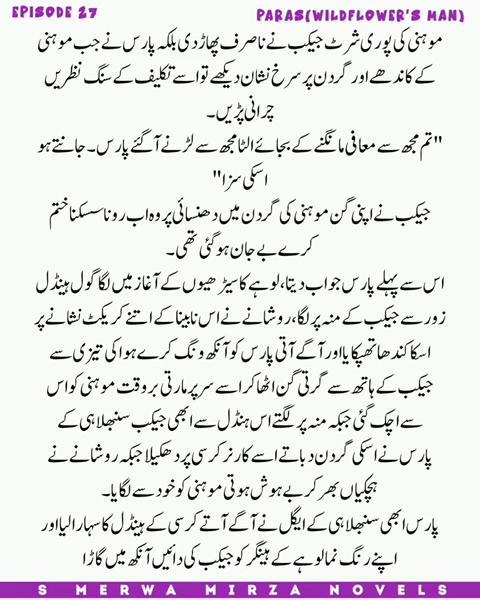 EPISODE 27
PARAS(WILDFLOWER'S MAN)
موہنی کی پوری شرٹ جیکب نے نا صرف پھاڑ دی بلکہ پارس نے جب موہنی
کے کاندھے اور گردن پر سرخ نشان دیکھے تو اسے تکلیف کے سنگ نظریں
چرانی پڑیں۔
"تم مجھ سے معافی مانگنے کے بجائے الٹا مجھ سے لڑنے آگئے پارس۔ جانتے ہو
اسکی سزا"
جیکب نے اپنی گن موہنی کی گردن میں دھنسائی پر وہ اب رونا سسکنا ختم
کرے بے جان ہو گئی تھی۔
اس سے پہلے پارس جواب دیتا، لوہے کا سیڑھیوں کے آغاز میں لگا گول ہینڈل
زور سے جیکب کے منہ پر لگا، روشانے نے اس نابینا کے اتنے کریکٹ نشانے پر
اسکا کندھا تھپکایا اور آگے آتی پارس کو آنکھ ونگ کرے ہوا کی تیزی سے
جیکب کے ہاتھ سے گرتی گن اٹھا کر اسے سر پر مارتی بروقت موہنی کو اس
سے اچک گئی جبکہ منہ پر لگتے اس ہنڈل سے ابھی جیکب سنبھلا ہی کے
پارس نے اسکی گردن دباتے اسے کارنر کرسی پر دھکیلا جبکہ روشانے نے
ہچکیاں بھر کر بے ہوش ہوتی موہنی کو خود سے لگایا۔
پارس ابھی سنبھلا ہی کے ایگل نے آگے آتے کرسی کے ہینڈل کا سہارا لیا اور
اپنے رنگ نما لوہے کے ہینگر کو جیکب کی دائیں آنکھ میں گاڑا
S MERWA MIRZA NOVELS